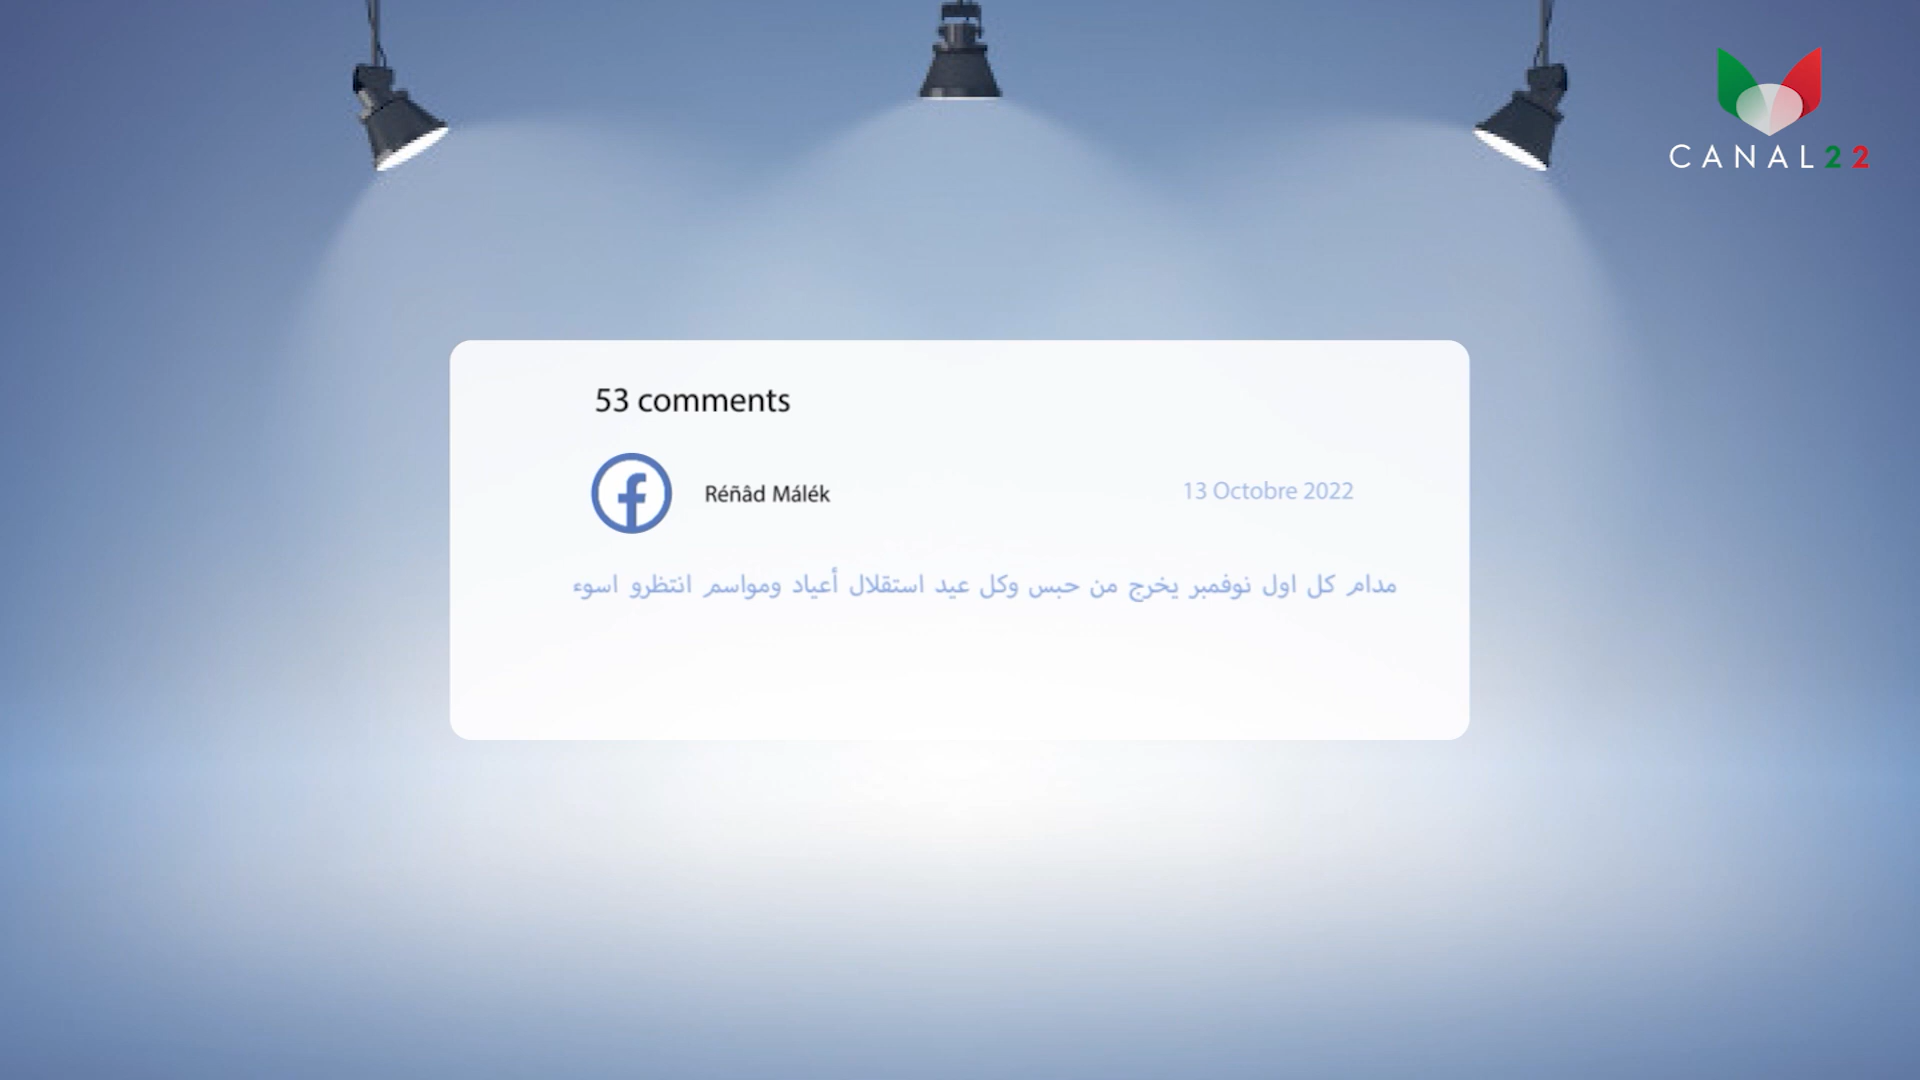 CANAL22
53 comments
Réñâd Málék
13 Octobre 2022
مدام كل اول نوفمبر يخرج من حبس وكل عيد استقلال أعياد ومواسم انتظرو اسوء